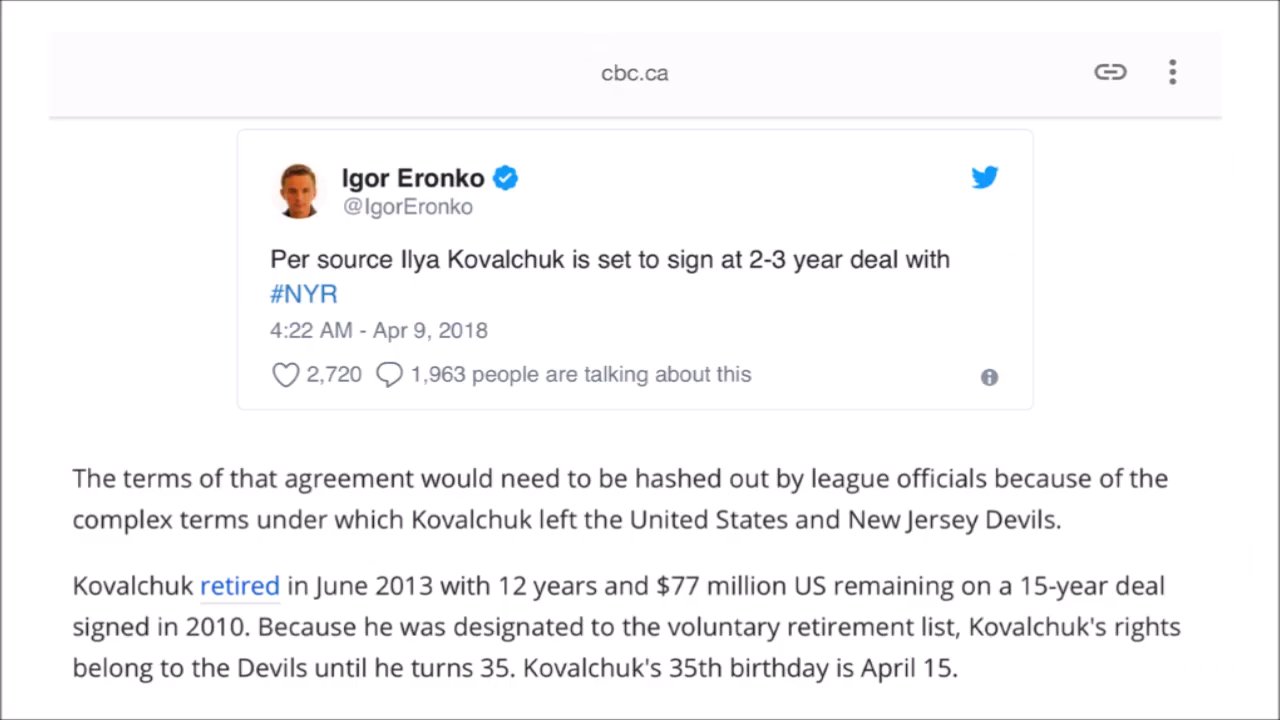 cbc.ca
Igor Eronko
@IgorEronko
Per source Ilya Kovalchuk is set to sign at 2-3 year deal with
#NYR
4:22 AM - Apr 9, 2018
2,720 1,963 people are talking about this
The terms of that agreement would need to be hashed out by league officials because of the
complex terms under which Kovalchuk left the United States and New Jersey Devils.
Kovalchuk retired in June 2013 with 12 years and $77 million US remaining on a 15-year deal
signed in 2010. Because he was designated to the voluntary retirement list, Kovalchuk's rights
belong to the Devils until he turns 35. Kovalchuk's 35th birthday is April 15.